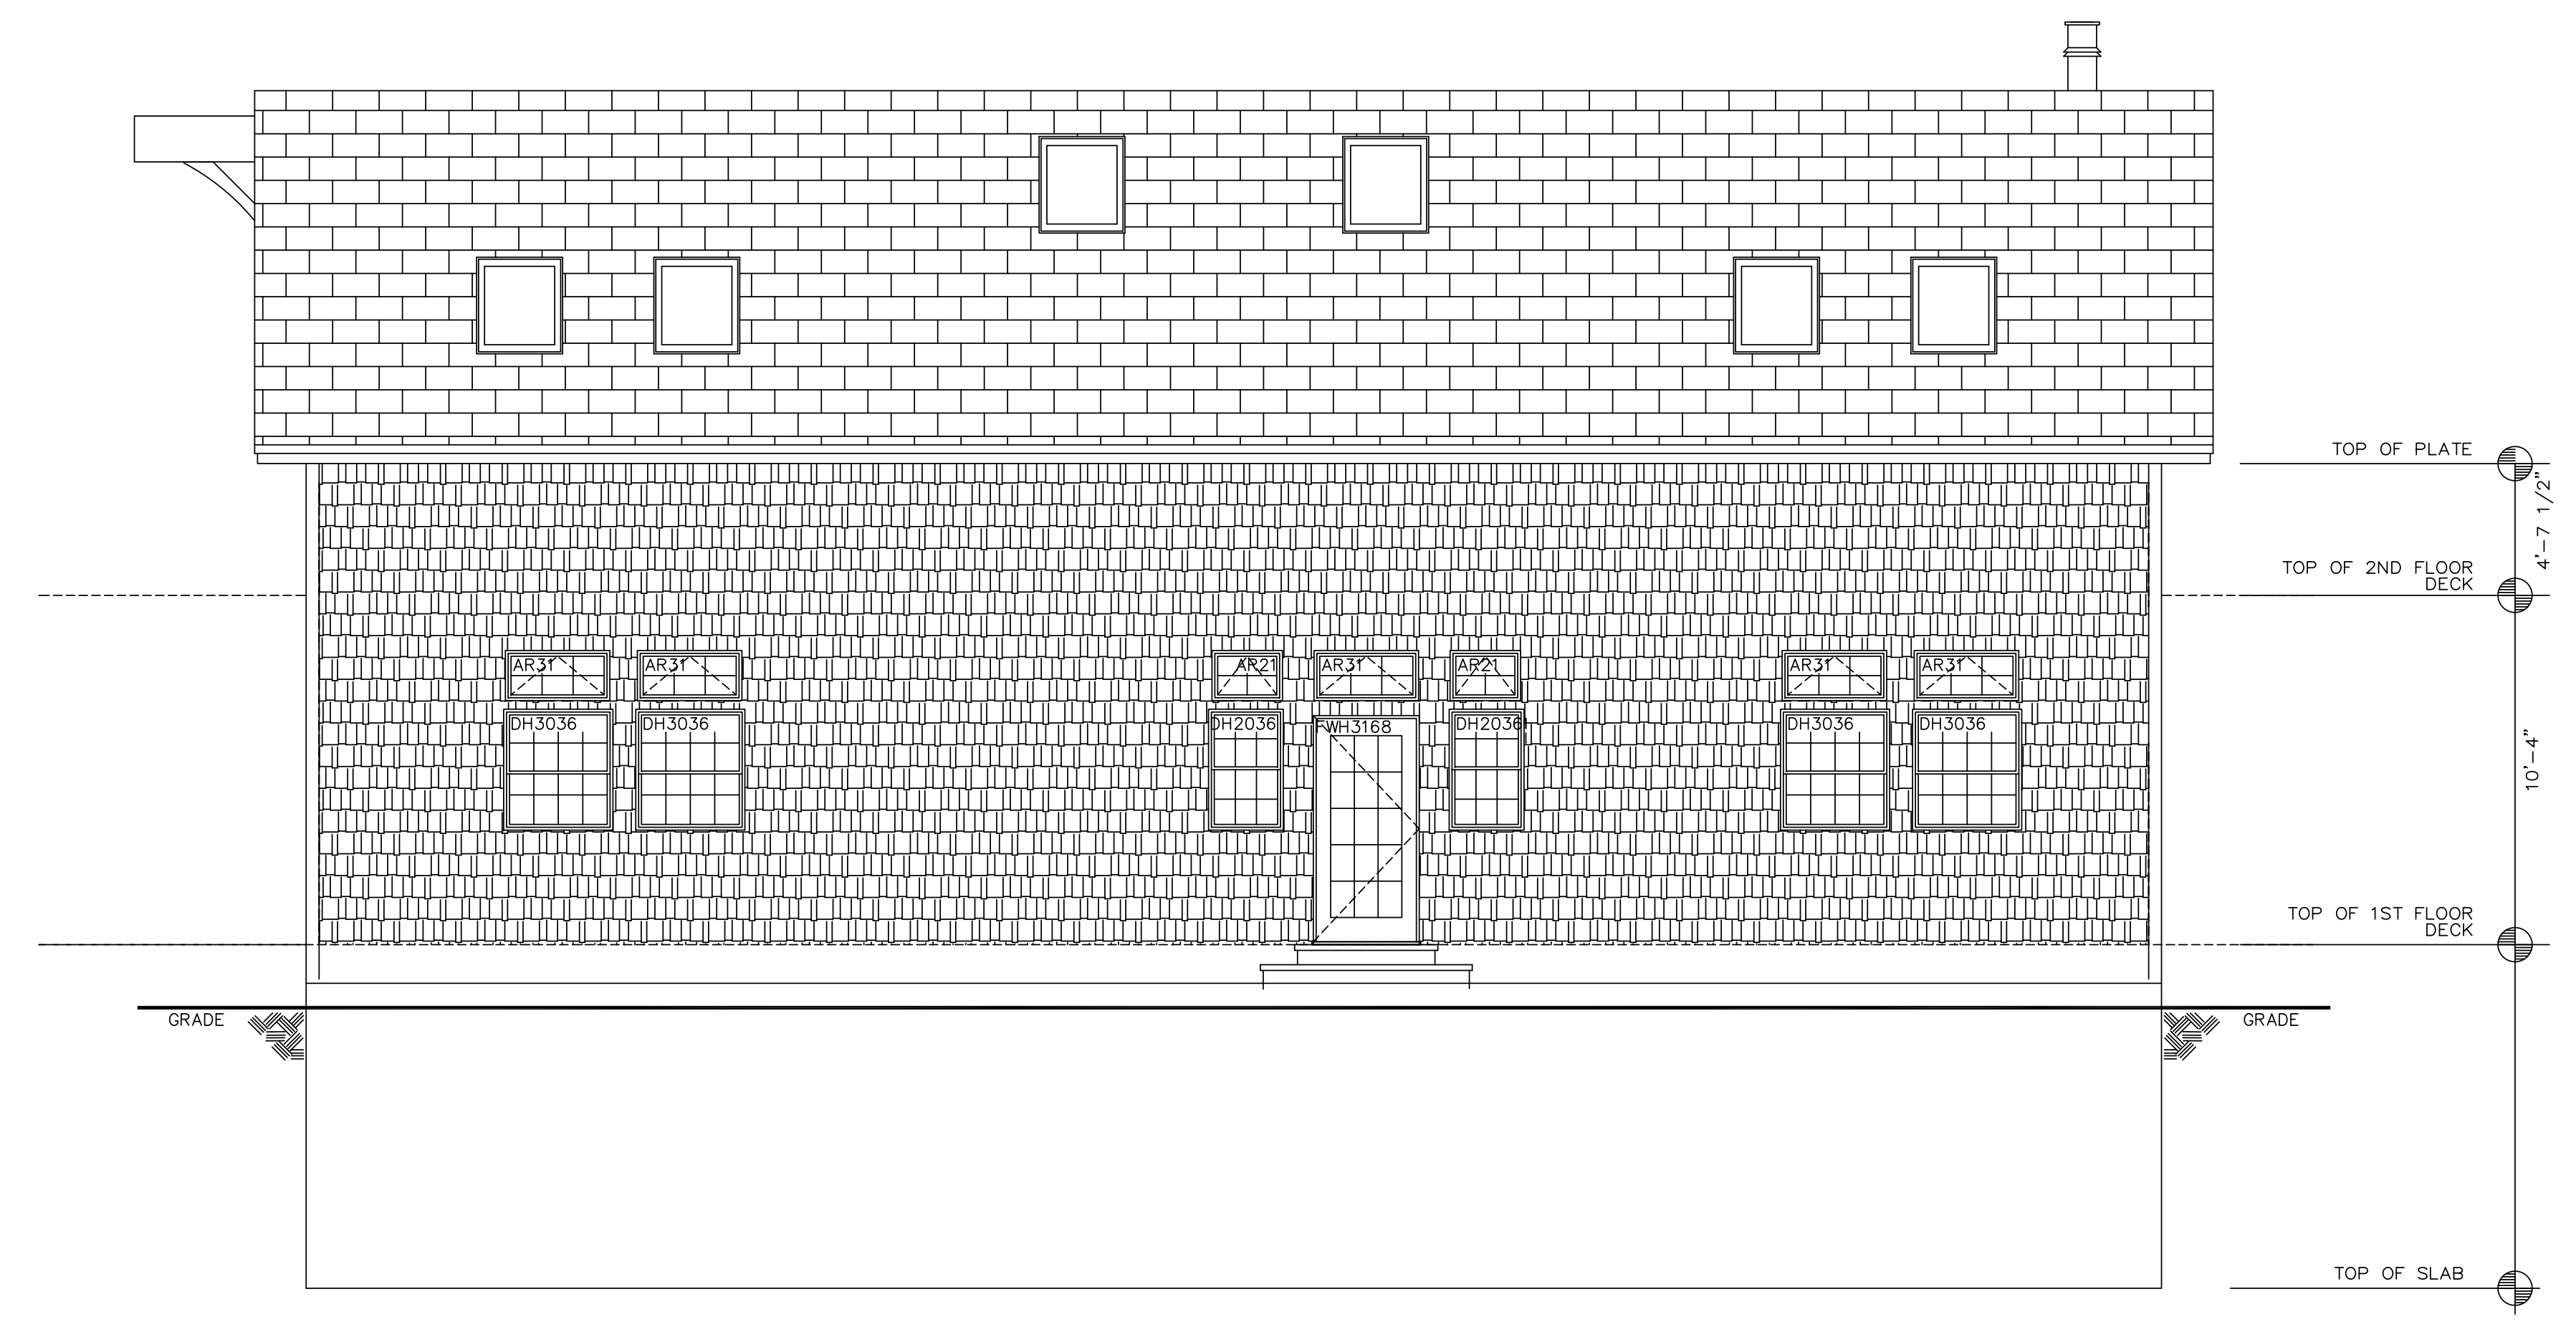 TOP OF PLATE
4'-7 1/2"
TOP OF 2ND FLOOR
DECK
AR31
AR31
AR21
AR31
AR21
AR31
AR31
DH3036
DH3036
DH2036
FWH3168
DH2036
DH3036
DH3036
10'-4"
TOP OF 1ST FLOOR
DECK
GRADE
GRADE
TOP OF SLAB